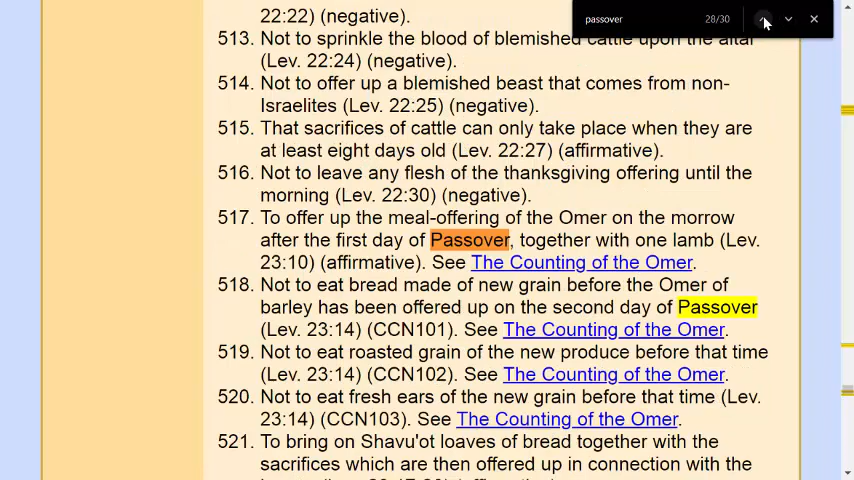 passover 28/30
22:22) (negative).
513. Not to sprinkle the blood of blemished cattle upon the altar
(Lev. 22:24) (negative).
514. Not to offer up a blemished beast that comes from non-
Israelites (Lev. 22:25) (negative).
515. That sacrifices of cattle can only take place when they are
at least eight days old (Lev. 22:27) (affirmative).
516. Not to leave any flesh of the thanksgiving offering until the
morning (Lev. 22:30) (negative).
517. To offer up the meal-offering of the Omer on the morrow
after the first day of Passover, together with one lamb (Lev.
23:10) (affirmative). See The Counting of the Omer.
518. Not to eat bread made of new grain before the Omer of
barley has been offered up on the second day of Passover
(Lev. 23:14) (CCN101). See The Counting of the Omer.
519. Not to eat roasted grain of the new produce before that time
(Lev. 23:14) (CCN102). See The Counting of the Omer.
520. Not to eat fresh ears of the new grain before that time (Lev.
23:14) (CCN103). See The Counting of the Omer.
521. To bring on Shavu'ot loaves of bread together with the
sacrifices which are then offered up in connection with the